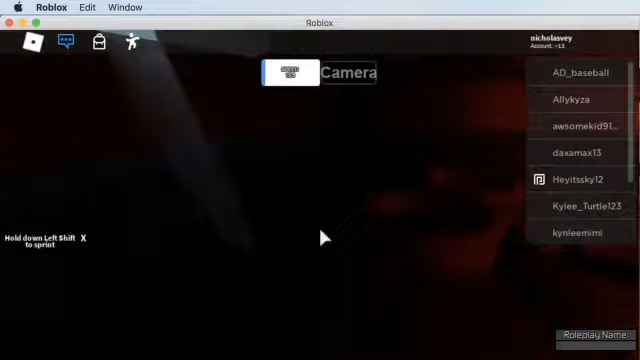 Roblox Edit Window
Roblox
nicholasvey
Account: <13
SPEED
Camera
AD_baseball
Allykyza
awsomekid91...
daxamax13
Heyitssky12
Kylee_Turtle123
kynleemimi
Hold down Left Shift X
to sprint
Roleplay Name: